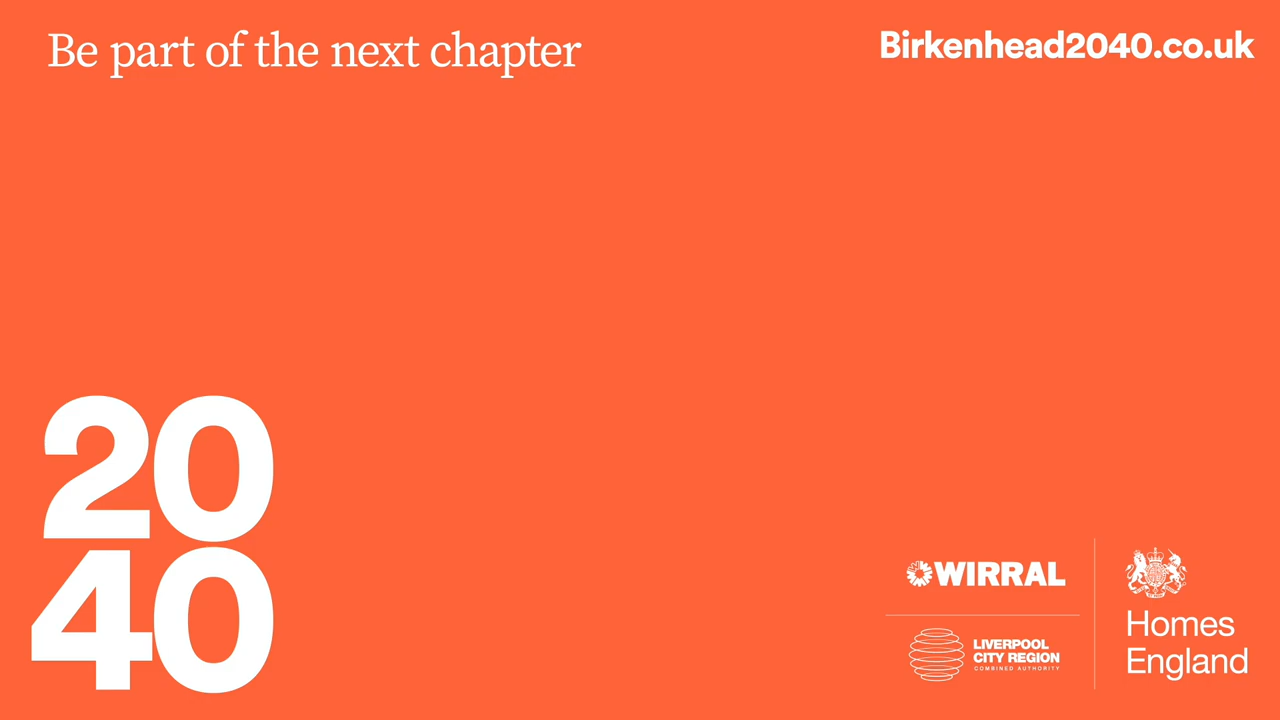 Be part of the next chapter
Birkenhead2040.co.uk
20
40
WIRRAL
LIVERPOOL
CITY REGION
COMBINED AUTHORITY
Homes
England